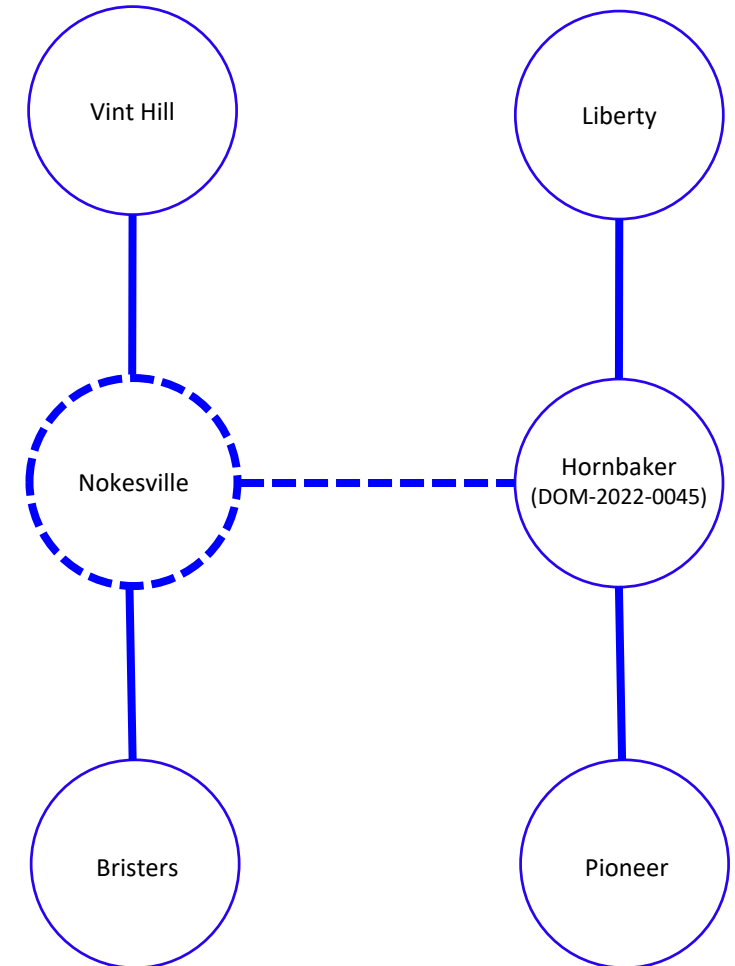 Vint Hill
Liberty
Nokesville
Hornbaker
(DOM-2022-0045)
Bristers
Pioneer